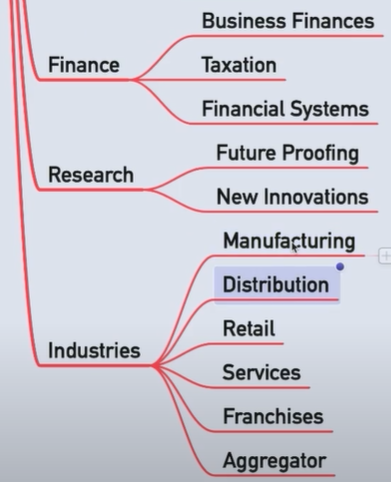 Business Finances
Finance
Taxation
Financial Systems
Future Proofing
Research
New Innovations
Manufacturing
Distribution
Retail
Industries
Services
Franchises
Aggregator